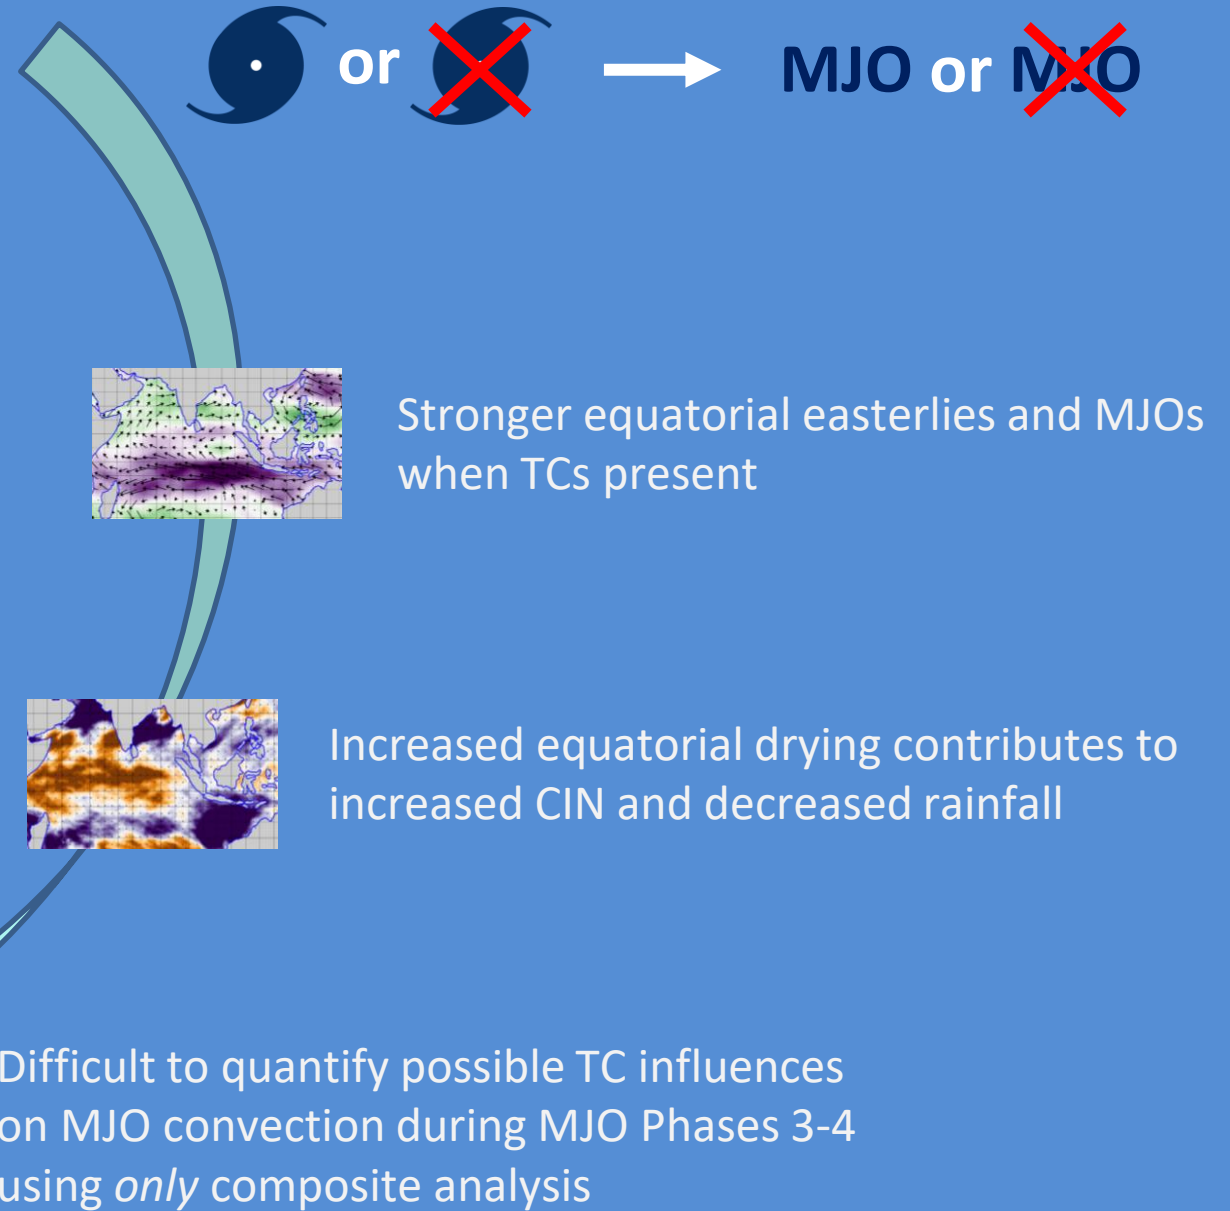 or MJO or MJO
Stronger equatorial easterlies and MJOs
when TCs present
Increased equatorial drying contributes to
increased CIN and decreased rainfall
Difficult to quantify possible TC influences
on MJO convection during MJO Phases 3-4
using only composite analysis